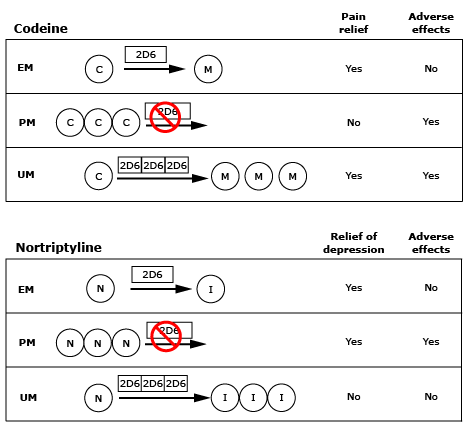 Codeine
Pain relief
Adverse effects
EM
C
2D6
M
Yes
No
PM
C C C
2D6
No
Yes
UM
C
2D6 2D6 2D6
M M M
Yes
Yes
Nortriptyline
Relief of depression
Adverse effects
EM
N
2D6
I
Yes
No
PM
N N N
2D6
Yes
Yes
UM
N
2D6 2D6 2D6
I I I
No
No